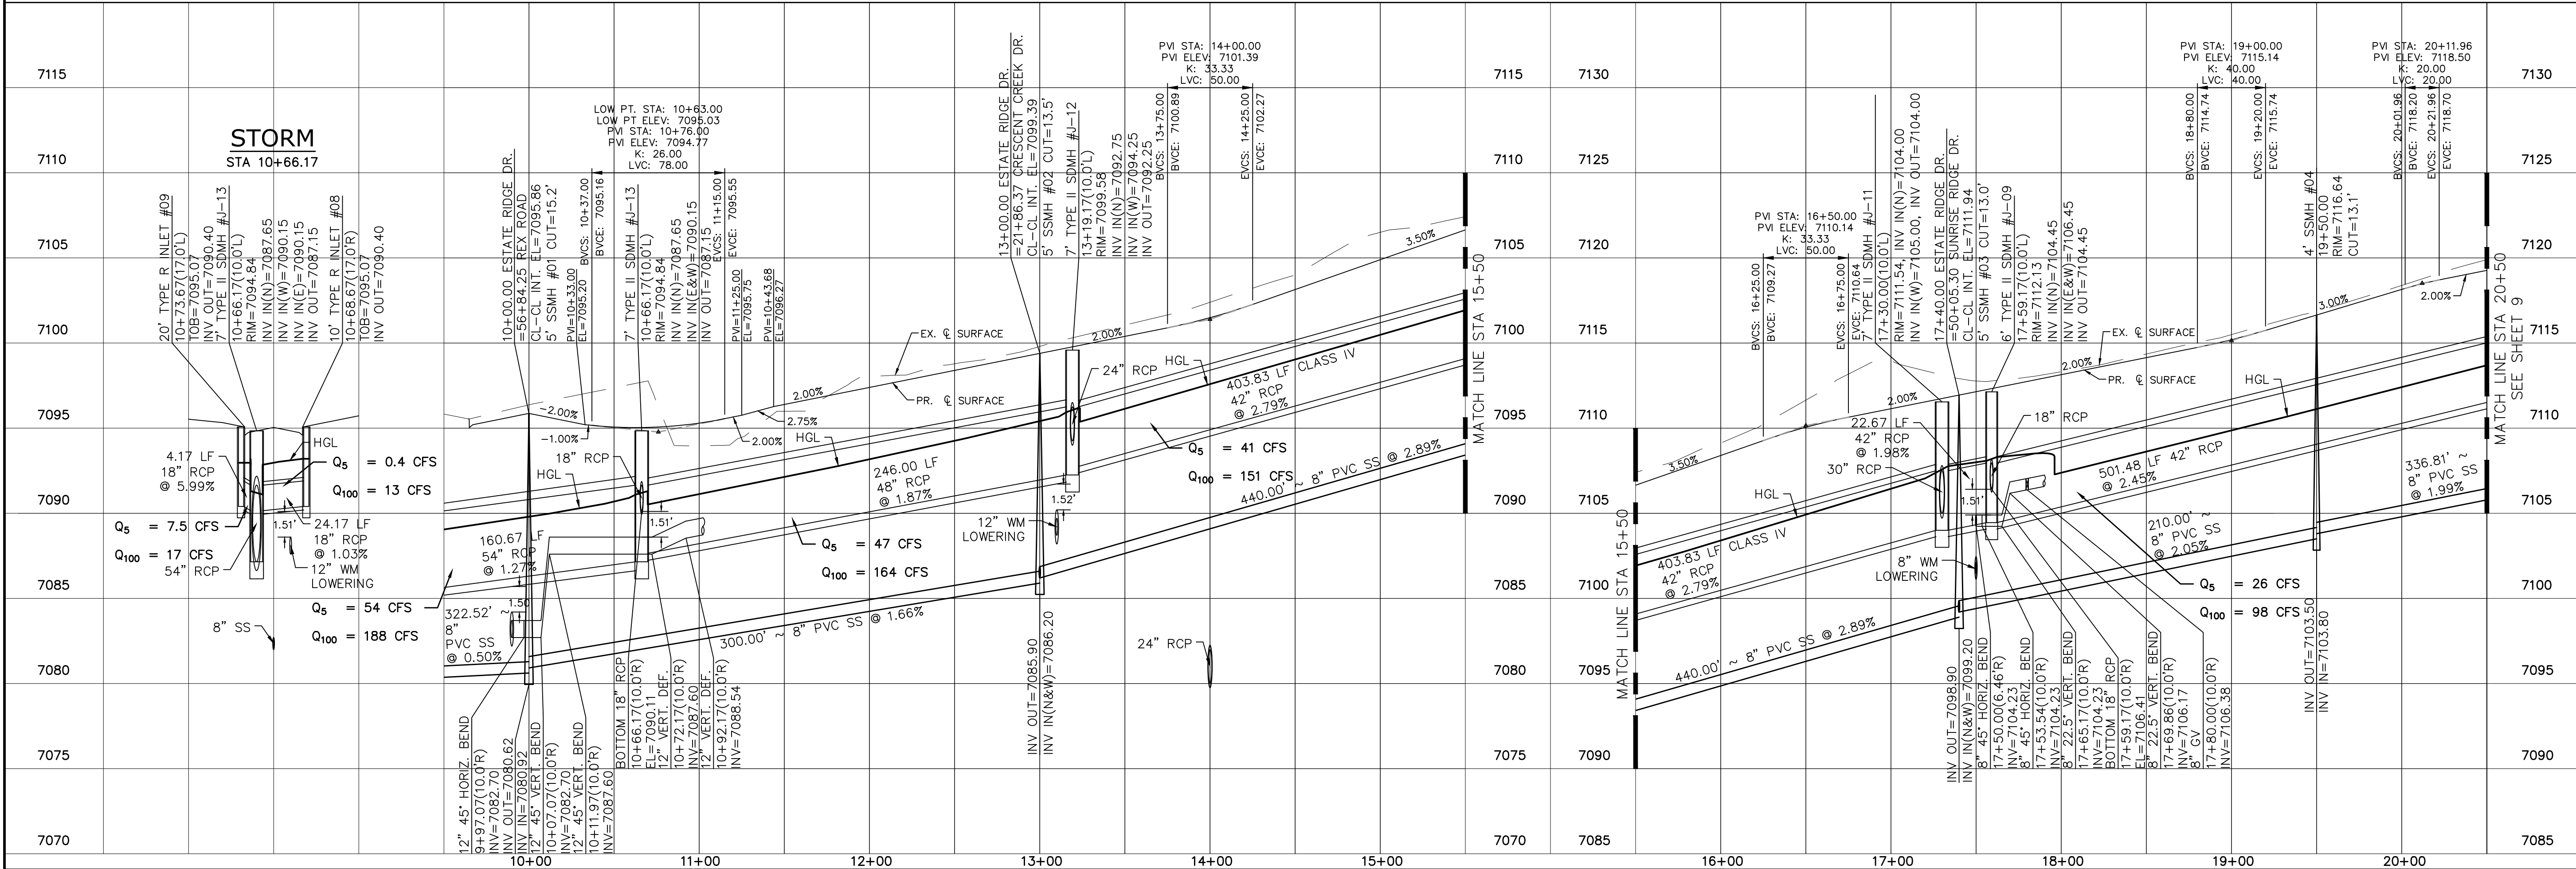 7115
7110
7105
7100
7095
7090
7085
7080
7075
7070
STORM
STA 10+66.17
20' TYPE R INLET #09
10+73.67(17.0'L)
TOB=7095.07
INV OUT=7090.40
7' TYPE II SDMH #J-13
10+66.17(10.0'L)
RIM=7094.84
INV IN(N)=7087.65
INV IN(W)=7090.15
INV IN(E)=7090.15
INV OUT=7087.15
10' TYPE R INLET #08
10+68.67(17.0'R)
TOB=7095.07
INV OUT=7090.40
HGL
4.17 LF
18" RCP
@ 5.99%
Q5 = 0.4 CFS
Q100 = 13 CFS
Q5 = 7.5 CFS
Q100 = 17 CFS
54" RCP
1.51'
24.17 LF
18" RCP
@ 1.03%
12" WM
LOWERING
8" SS
Q5 = 54 CFS
Q100 = 188 CFS
10+00.00 ESTATE RIDGE DR.
=56+84.25 REX ROAD
CL-CL INT. EL=7095.86
5' SSMH #01 CUT=15.2'
PVI=10+33.00
EL=7095.20
BVCS: 10+37.00
BVCE: 7095.16
LOW PT. STA: 10+63.00
LOW PT ELEV: 7095.03
PVI STA: 10+76.00
PVI ELEV: 7094.77
K: 26.00
LVC: 78.00
7' TYPE II SDMH #J-13
10+66.17(10.0'L)
RIM=7094.84
INV IN(N)=7087.65
INV IN(E&W)=7090.15
INV OUT=7087.15
EVCS: 11+15.00
EVCE: 7095.55
PVI=11+25.00
EL=7095.75
PVI=10+43.68
EL=7096.27
-2.00%
-1.00%
2.00%
2.75%
2.00%
EX. ℄ SURFACE
PR. ℄ SURFACE
HGL
18" RCP
HGL
1.51'
160.67 LF
54" RCP
@ 1.27%
246.00 LF
48" RCP
@ 1.87%
Q5 = 47 CFS
Q100 = 164 CFS
322.52' ~
8"
PVC SS
@ 0.50%
1.50'
300.00' ~ 8" PVC SS @ 1.66%
12" 45° HORIZ. BEND
9+97.07(10.0'R)
INV=7082.70
INV OUT=7080.62
INV IN=7080.92
12" 45° VERT. BEND
10+07.07(10.0'R)
INV=7082.70
12" 45° VERT. BEND
10+11.97(10.0'R)
INV=7087.60
BOTTOM 18" RCP
10+66.17(10.0'R)
EL=7090.11
12" VERT. DEF.
10+72.17(10.0'R)
INV=7087.60
12" VERT. DEF.
10+92.17(10.0'R)
INV=7088.54
13+00.00 ESTATE RIDGE DR.
=21+86.37 CRESCENT CREEK DR.
CL-CL INT. EL=7099.39
5' SSMH #02 CUT=13.5'
7' TYPE II SDMH #J-12
13+19.17(10.0'L)
RIM=7099.58
INV IN(N)=7092.75
INV IN(W)=7094.25
INV OUT=7092.25
PVI STA: 14+00.00
PVI ELEV: 7101.39
K: 33.33
LVC: 50.00
BVCS: 13+75.00
BVCE: 7100.89
EVCS: 14+25.00
EVCE: 7102.27
2.00%
3.50%
24" RCP
HGL
403.83 LF CLASS IV
42" RCP
@ 2.79%
Q5 = 41 CFS
Q100 = 151 CFS
440.00' ~ 8" PVC SS @ 2.89%
1.52'
12" WM
LOWERING
24" RCP
INV OUT=7085.90
INV IN(N&W)=7086.20
MATCH LINE STA 15+50
7115
7110
7105
7100
7095
7090
7085
7080
7075
7070
10+00
11+00
12+00
13+00
14+00
15+00
7130
7125
7120
7115
7110
7105
7100
7095
7090
7085
MATCH LINE STA 15+50
PVI STA: 16+50.00
PVI ELEV: 7110.14
K: 33.33
LVC: 50.00
BVCS: 16+25.00
BVCE: 7109.27
EVCS: 16+75.00
EVCE: 7110.64
3.50%
2.00%
7' TYPE II SDMH #J-11
17+30.00(10.0'L)
RIM=7111.54, INV IN(N)=7104.00
INV IN(W)=7105.00, INV OUT=7104.00
17+40.00 ESTATE RIDGE DR.
=50+05.30 SUNRISE RIDGE DR.
CL-CL INT. EL=7111.94
5' SSMH #03 CUT=13.0'
6' TYPE II SDMH #J-09
17+59.17(10.0'L)
RIM=7112.13
INV IN(N)=7104.45
INV IN(E&W)=7106.45
INV OUT=7104.45
22.67 LF
42" RCP
@ 1.98%
30" RCP
1.51'
18" RCP
HGL
403.83 LF CLASS IV
42" RCP
@ 2.79%
8" WM
LOWERING
440.00' ~ 8" PVC SS @ 2.89%
INV OUT=7098.90
INV IN(N&W)=7099.20
8" 45° HORIZ. BEND
17+50.00(6.46'R)
INV=7104.23
8" 45° HORIZ. BEND
17+53.54(10.0'R)
INV=7104.23
8" 22.5° VERT. BEND
17+65.17(10.0'R)
INV=7104.23
BOTTOM 18" RCP
17+59.17(10.0'R)
EL=7106.41
8" 22.5° VERT. BEND
17+69.86(10.0'R)
INV=7106.17
8" GV
17+80.00(10.0'R)
INV=7106.38
EX. ℄ SURFACE
PR. ℄ SURFACE
2.00%
HGL
501.48 LF 42" RCP
@ 2.45%
210.00' ~
8" PVC SS
@ 2.05%
Q5 = 26 CFS
Q100 = 98 CFS
PVI STA: 19+00.00
PVI ELEV: 7115.14
K: 40.00
LVC: 40.00
BVCS: 18+80.00
BVCE: 7114.74
EVCS: 19+20.00
EVCE: 7115.74
4' SSMH #04
19+50.00
RIM=7116.64
CUT=13.1'
PVI STA: 20+11.96
PVI ELEV: 7118.50
K: 20.00
LVC: 20.00
BVCS: 20+01.96
BVCE: 7118.20
EVCS: 20+21.96
EVCE: 7118.70
3.00%
2.00%
336.81' ~
8" PVC SS
@ 1.99%
INV OUT=7103.50
INV IN=7103.80
MATCH LINE STA 20+50
SEE SHEET 9
7130
7125
7120
7115
7110
7105
7100
7095
7090
7085
16+00
17+00
18+00
19+00
20+00